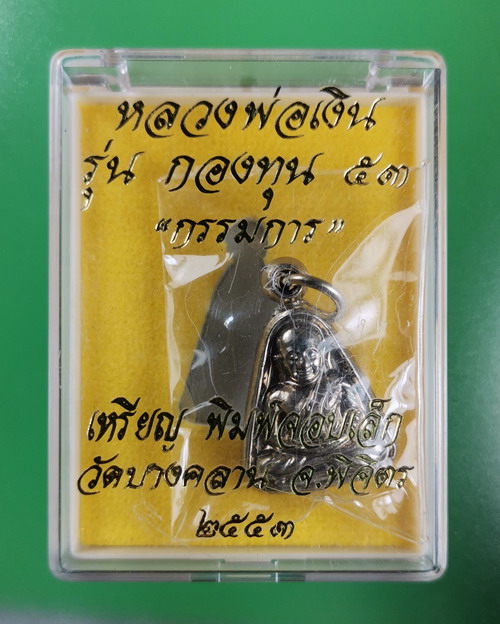 หลวงพ่อเงิน
รุ่น กองทุน ๕๓
“กรรมการ”
เหรียญ พิมพ์จอบเล็ก
วัดบางคลาน จ.พิจิตร
๒๕๕๓